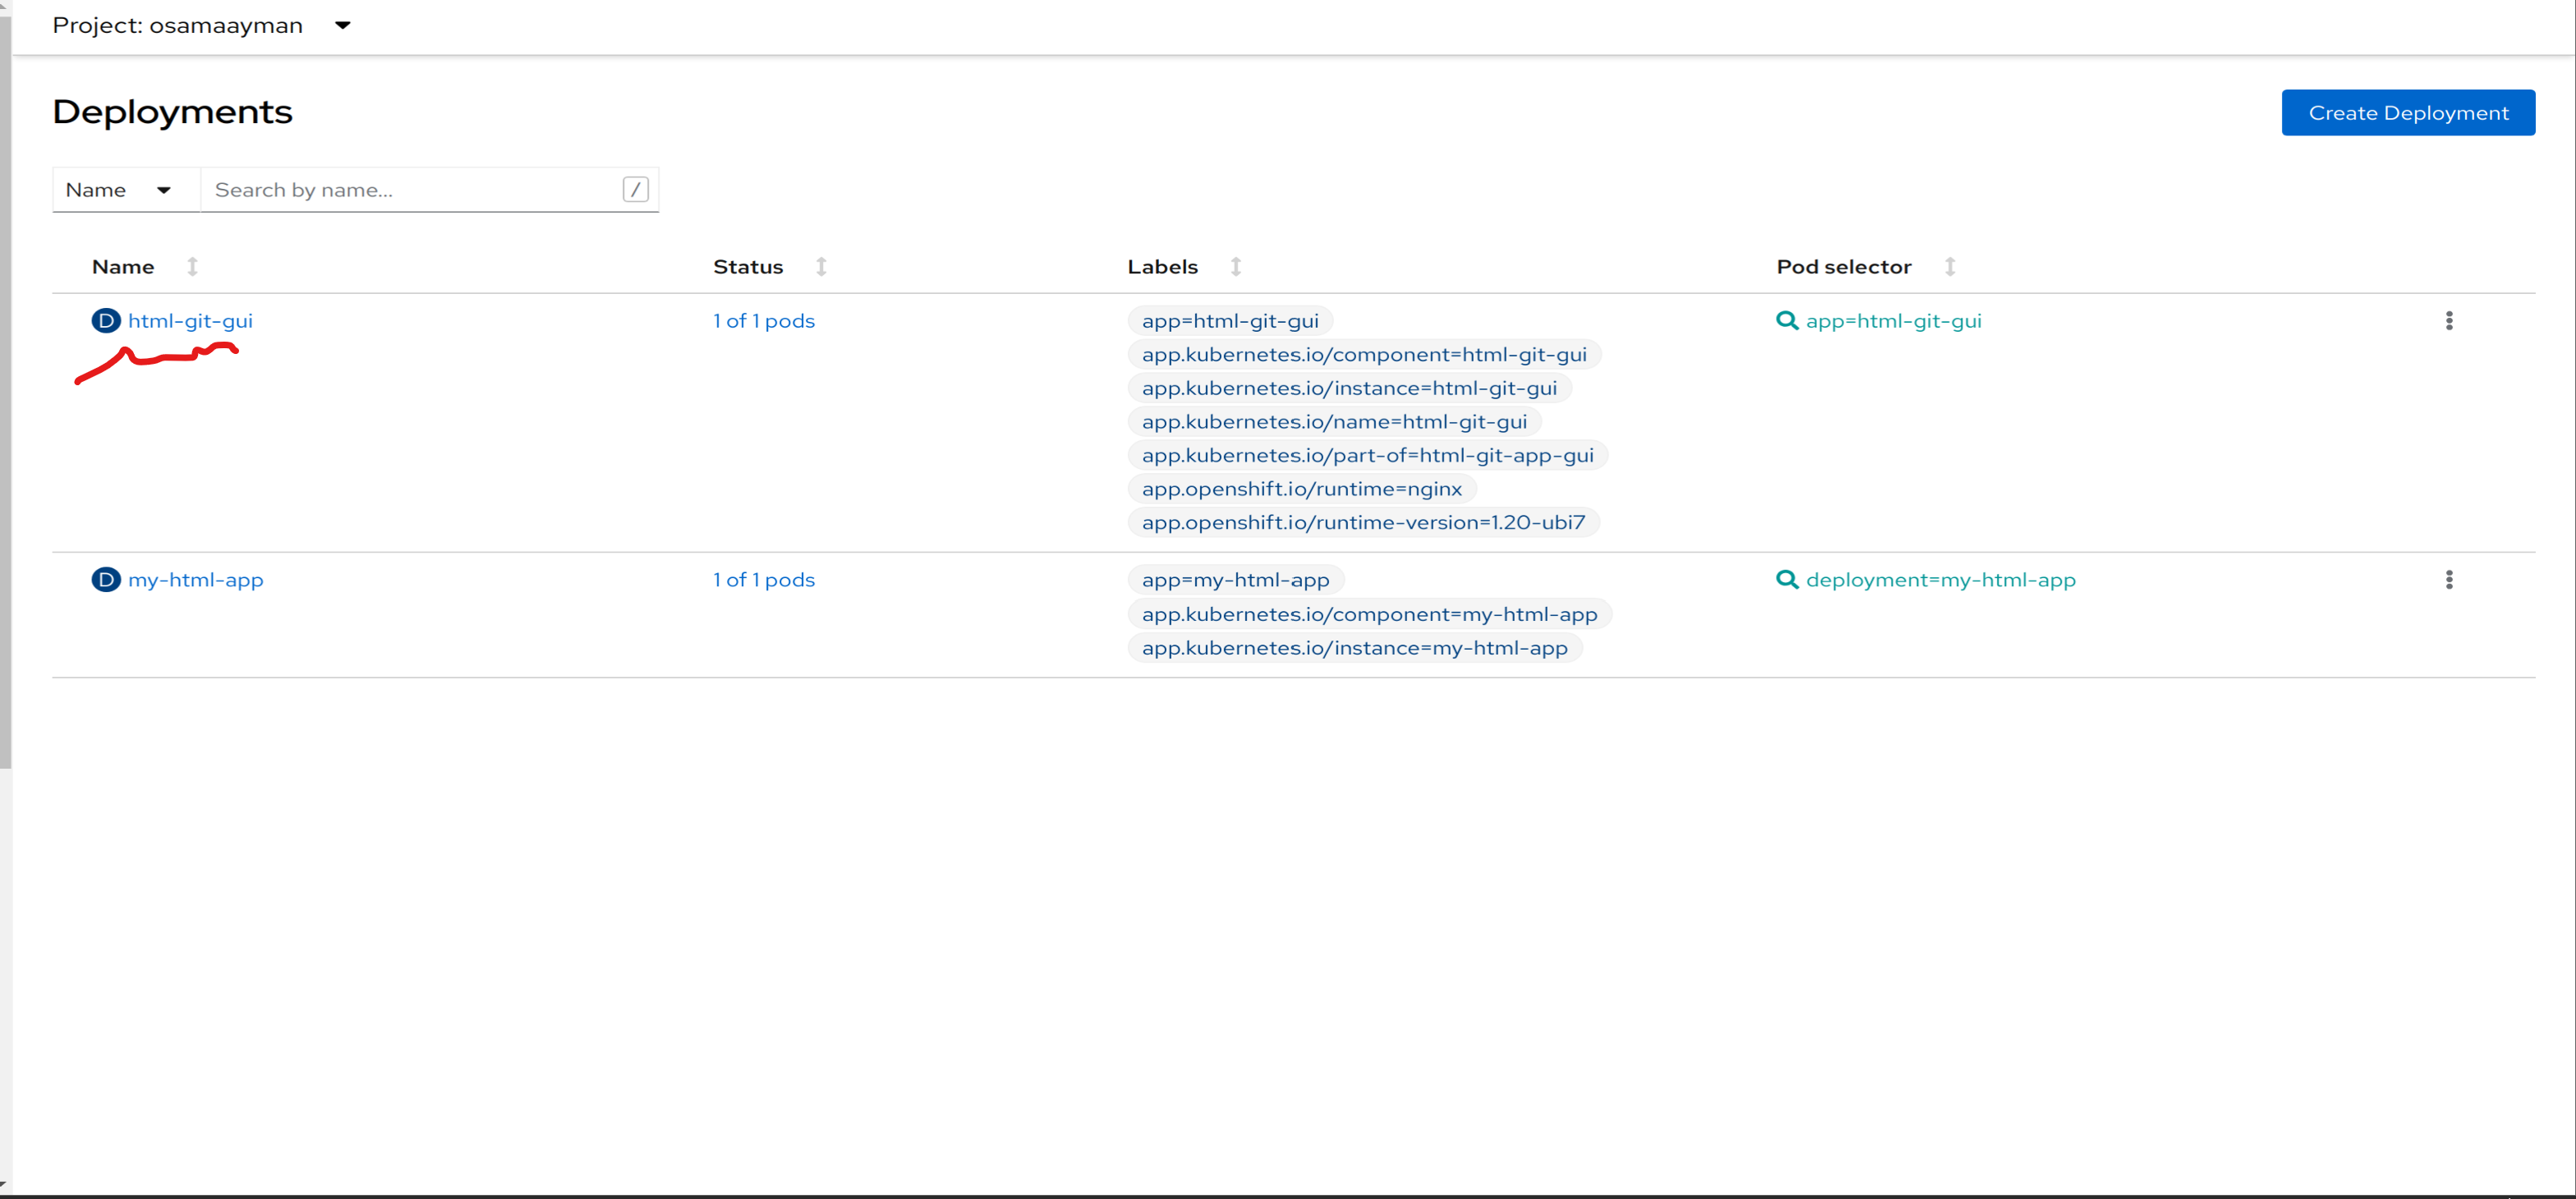 Project: osamaayman
Deployments
Create Deployment
Name
Search by name...
/
Name Status Labels Pod selector
D html-git-gui 1 of 1 pods app=html-git-gui app=html-git-gui
app.kubernetes.io/component=html-git-gui
app.kubernetes.io/instance=html-git-gui
app.kubernetes.io/name=html-git-gui
app.kubernetes.io/part-of=html-git-app-gui
app.openshift.io/runtime=nginx
app.openshift.io/runtime-version=1.20-ubi7
D my-html-app 1 of 1 pods app=my-html-app deployment=my-html-app
app.kubernetes.io/component=my-html-app
app.kubernetes.io/instance=my-html-app